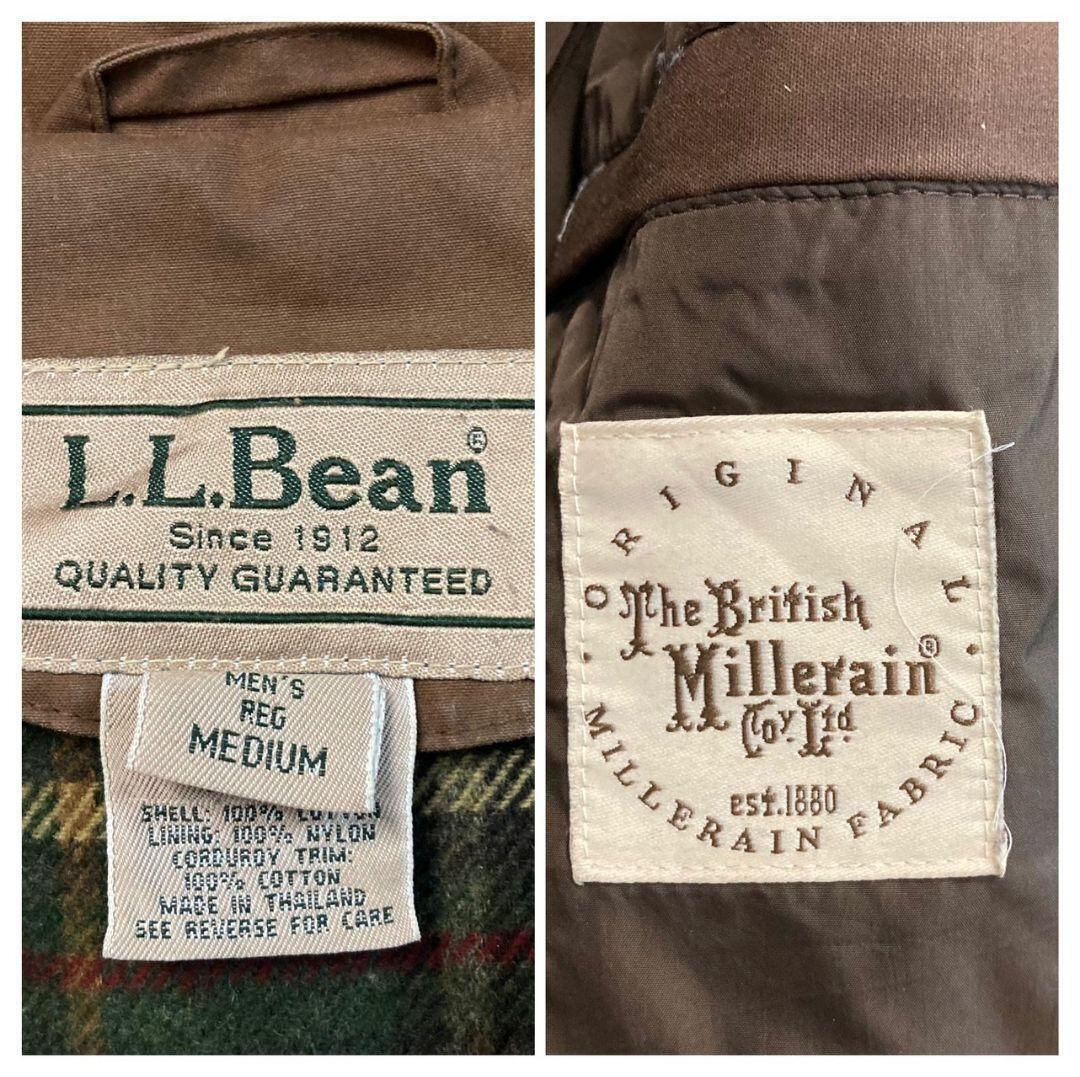 L.L.Bean®
Since 1912
QUALITY GUARANTEED
MEN'S
REG
MEDIUM
SHELL: 100% COTTON
LINING: 100% NYLON
CORDUROY TRIM:
100% COTTON
MADE IN THAILAND
SEE REVERSE FOR CARE
· ORIGINAL ·
The British
Millerain®
Coy Ltd.
est.1880
MILLERAIN FABRIC